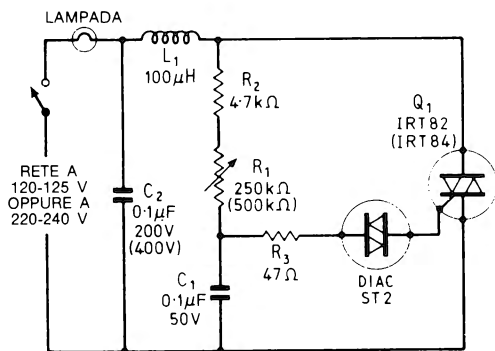 LAMPADA
L1
100μH
R2
4·7kΩ
Q1
IRT82
(IRT84)
R1
250kΩ
(500kΩ)
RETE A
120-125 V
OPPURE A
220-240 V
C2
0·1μF
200V
(400V)
R3
47Ω
C1
0·1μF
50V
DIAC
ST2